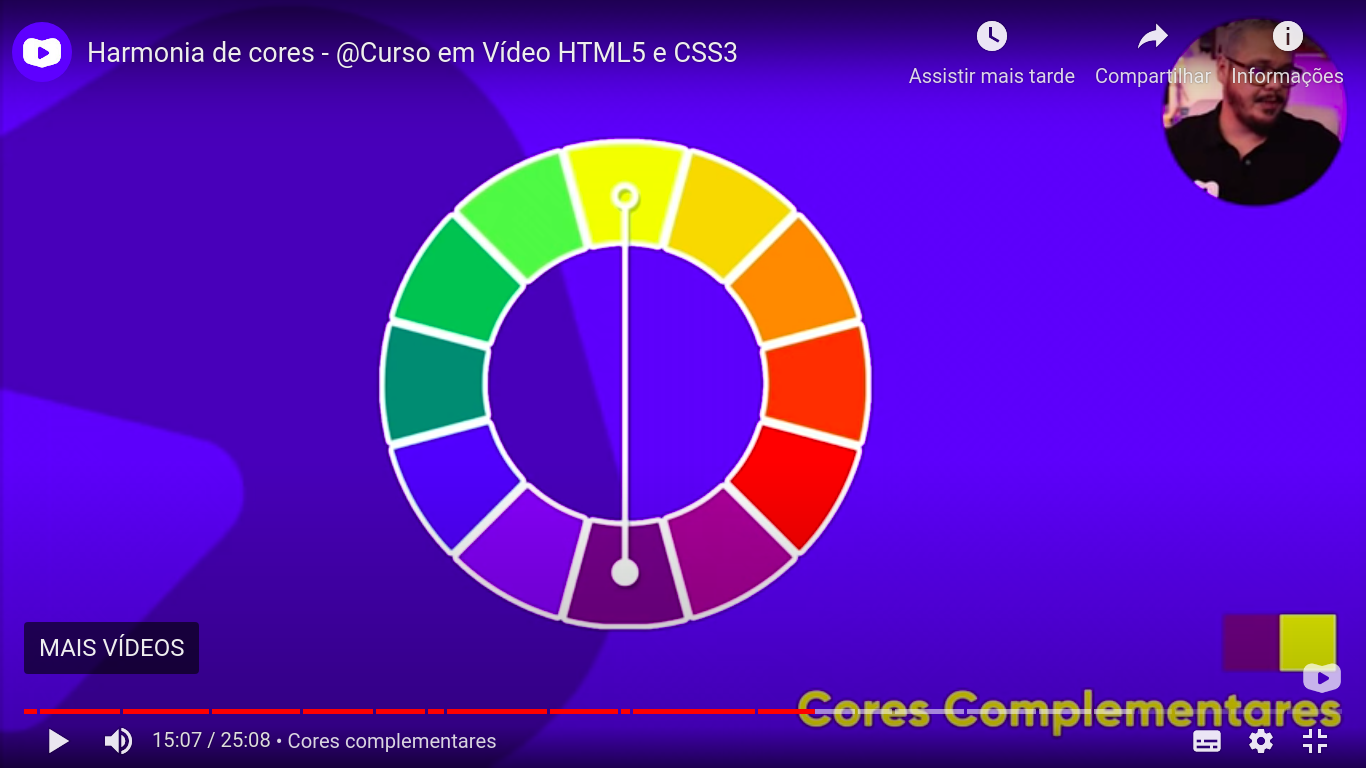 Harmonia de cores - @Curso em Vídeo HTML5 e CSS3
Assistir mais tarde
Compartilhar
Informações
MAIS VÍDEOS
Cores Complementares
15:07 / 25:08 • Cores complementares